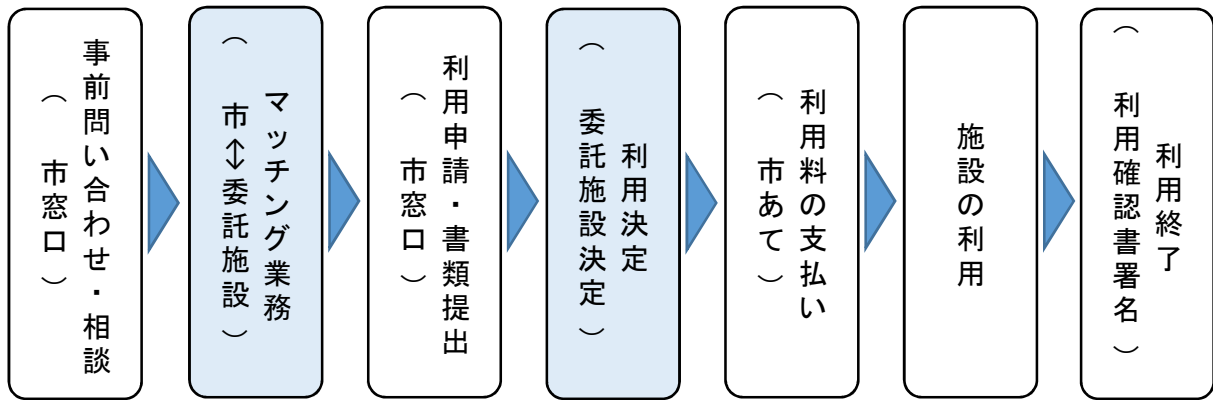 事前問い合わせ・相談
（　市窓口　）
マッチング業務
（　市↔委託施設　）
利用申請・書類提出
（　市窓口　）
利用決定
（　委託施設決定　）
利用料の支払い
（　市あて　）
施設の利用
利用終了
（　利用確認書署名　）